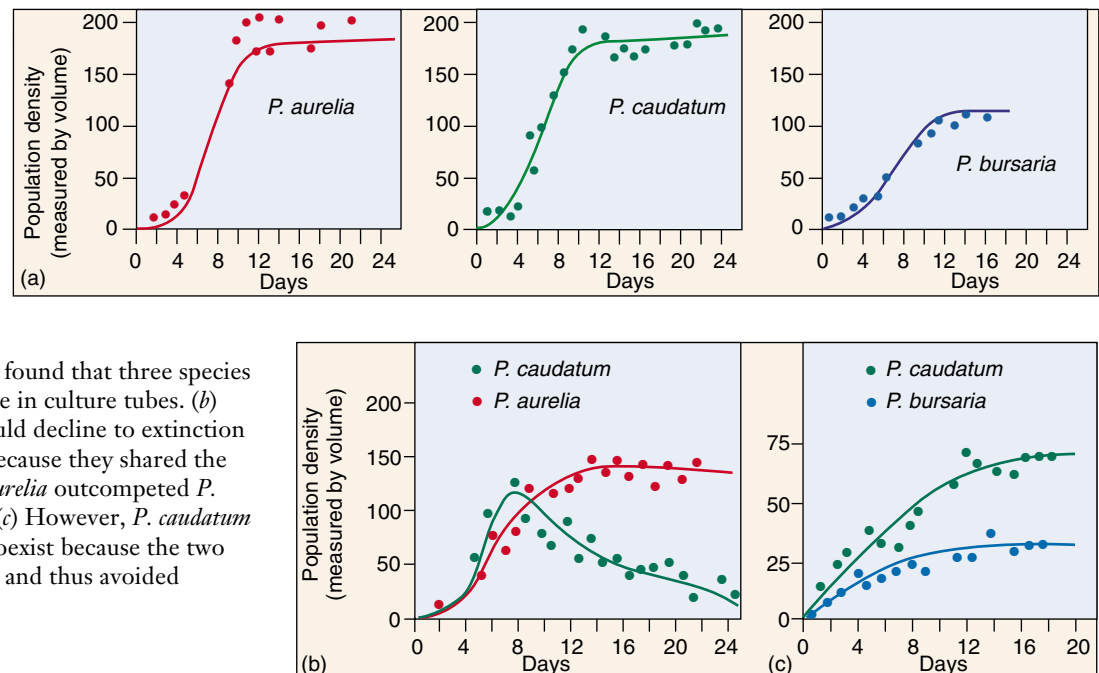 Population density
(measured by volume)
200
150
100
50
0
P. aurelia
0 4 8 12 16 20 24
Days
(a)
200
150
100
50
0
P. caudatum
0 4 8 12 16 20 24
Days
200
150
100
50
0
P. bursaria
0 4 8 12 16 20 24
Days
found that three species
e in culture tubes. (b)
uld decline to extinction
ecause they shared the
urelia outcompeted P.
(c) However, P. caudatum
oexist because the two
and thus avoided
Population density
(measured by volume)
P. caudatum
P. aurelia
200
150
100
50
0
0 4 8 12 16 20 24
Days
(b)
P. caudatum
P. bursaria
75
50
25
0
0 4 8 12 16 20
Days
(c)